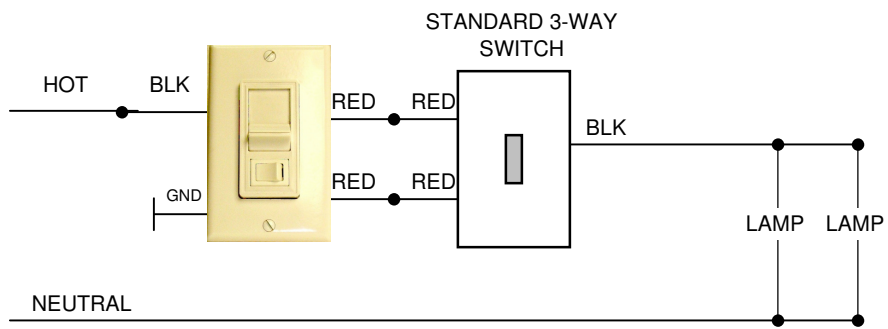 STANDARD 3-WAY
SWITCH
HOT
BLK
RED
RED
BLK
GND
RED
RED
LAMP
LAMP
NEUTRAL